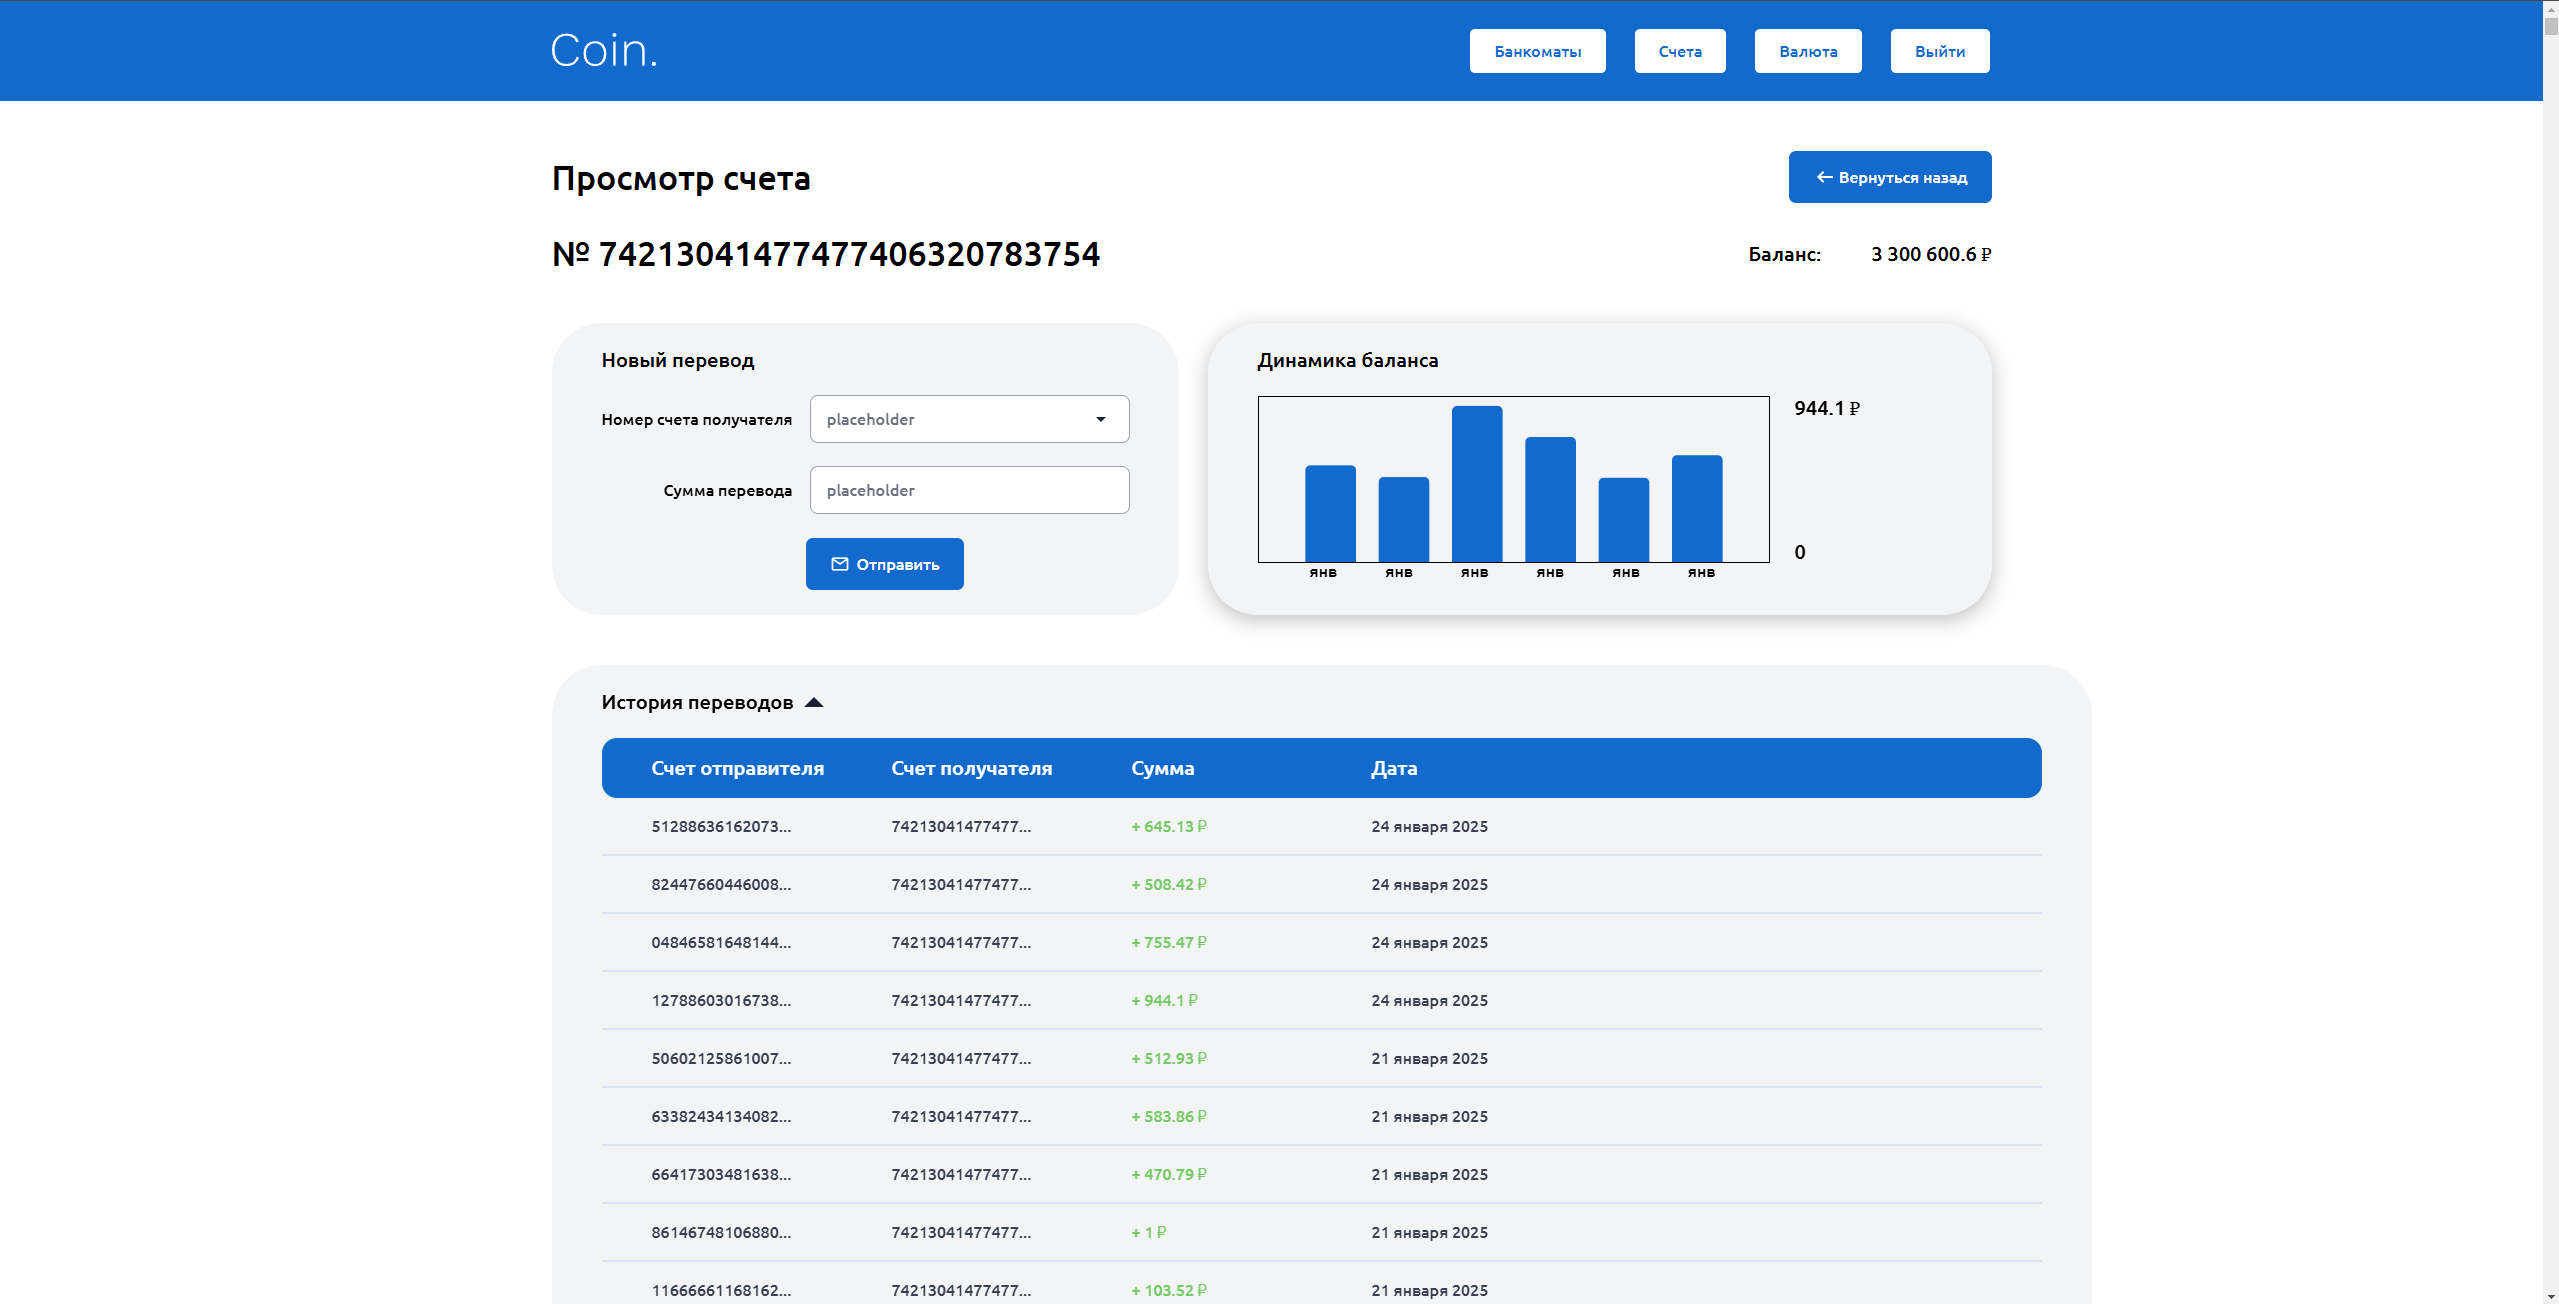 Coin.
Банкоматы
Счета
Валюта
Выйти
Просмотр счета
Вернуться назад
№ 74213041477477406320783754
Баланс: 3 300 600.6 ₽
Новый перевод
Номер счета получателя placeholder
Сумма перевода placeholder
Отправить
Динамика баланса
944.1 ₽
0
янв янв янв янв янв янв
История переводов
Счет отправителя Счет получателя Сумма Дата
51288636162073... 74213041477477... + 645.13 ₽ 24 января 2025
82447660446008... 74213041477477... + 508.42 ₽ 24 января 2025
04846581648144... 74213041477477... + 755.47 ₽ 24 января 2025
12788603016738... 74213041477477... + 944.1 ₽ 24 января 2025
50602125861007... 74213041477477... + 512.93 ₽ 21 января 2025
63382434134082... 74213041477477... + 583.86 ₽ 21 января 2025
66417303481638... 74213041477477... + 470.79 ₽ 21 января 2025
86146748106880... 74213041477477... + 1 ₽ 21 января 2025
11666661168162... 74213041477477... + 103.52 ₽ 21 января 2025